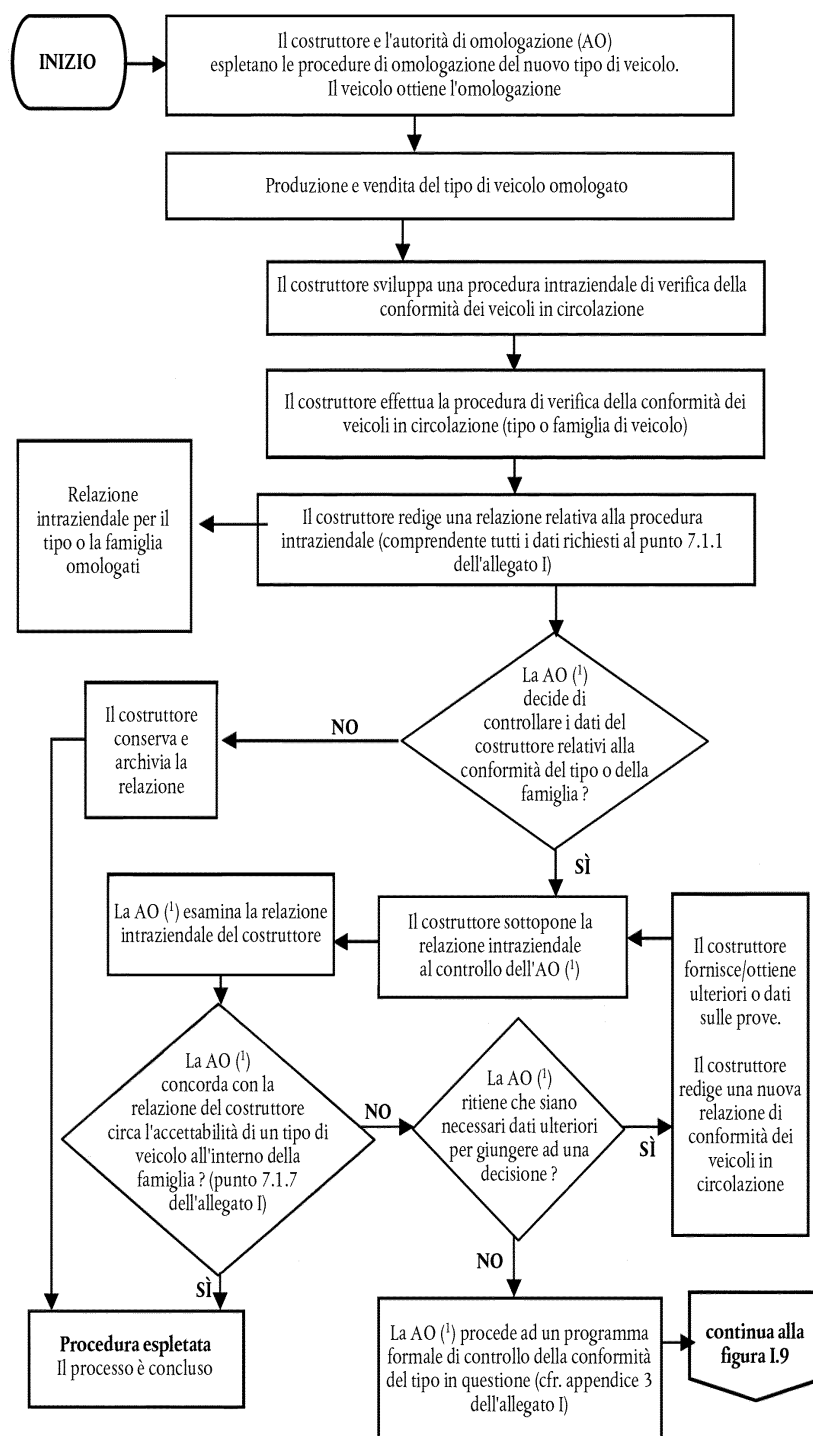 INIZIO
Il costruttore e l'autorità di omologazione (AO)
espletano le procedure di omologazione del nuovo tipo di veicolo.
Il veicolo ottiene l'omologazione
Produzione e vendita del tipo di veicolo omologato
Il costruttore sviluppa una procedura intraziendale di verifica della
conformità dei veicoli in circolazione
Il costruttore effettua la procedura di verifica della conformità dei
veicoli in circolazione (tipo o famiglia di veicolo)
Relazione
intraziendale per il
tipo o la famiglia
omologati
Il costruttore redige una relazione relativa alla procedura
intraziendale (comprendente tutti i dati richiesti al punto 7.1.1
dell'allegato I)
La AO (¹)
decide di
controllare i dati del
costruttore relativi alla
conformità del tipo o della
famiglia ?
NO
Il costruttore
conserva e
archivia la
relazione
SÌ
La AO (¹) esamina la relazione
intraziendale del costruttore
Il costruttore sottopone la
relazione intraziendale
al controllo dell'AO (¹)
Il costruttore
fornisce/ottiene
ulteriori o dati
sulle prove.
Il costruttore
redige una nuova
relazione di
conformità dei
veicoli in
circolazione
La AO (¹)
concorda con la
relazione del costruttore
circa l'accettabilità di un tipo di
veicolo all'interno della
famiglia ? (punto 7.1.7
dell'allegato I)
NO
La AO (¹)
ritiene che siano
necessari dati ulteriori
per giungere ad una
decisione ?
SÌ
NO
SÌ
Procedura espletata
Il processo è concluso
La AO (¹) procede ad un programma
formale di controllo della conformità
del tipo in questione (cfr. appendice 3
dell'allegato I)
continua alla
figura I.9